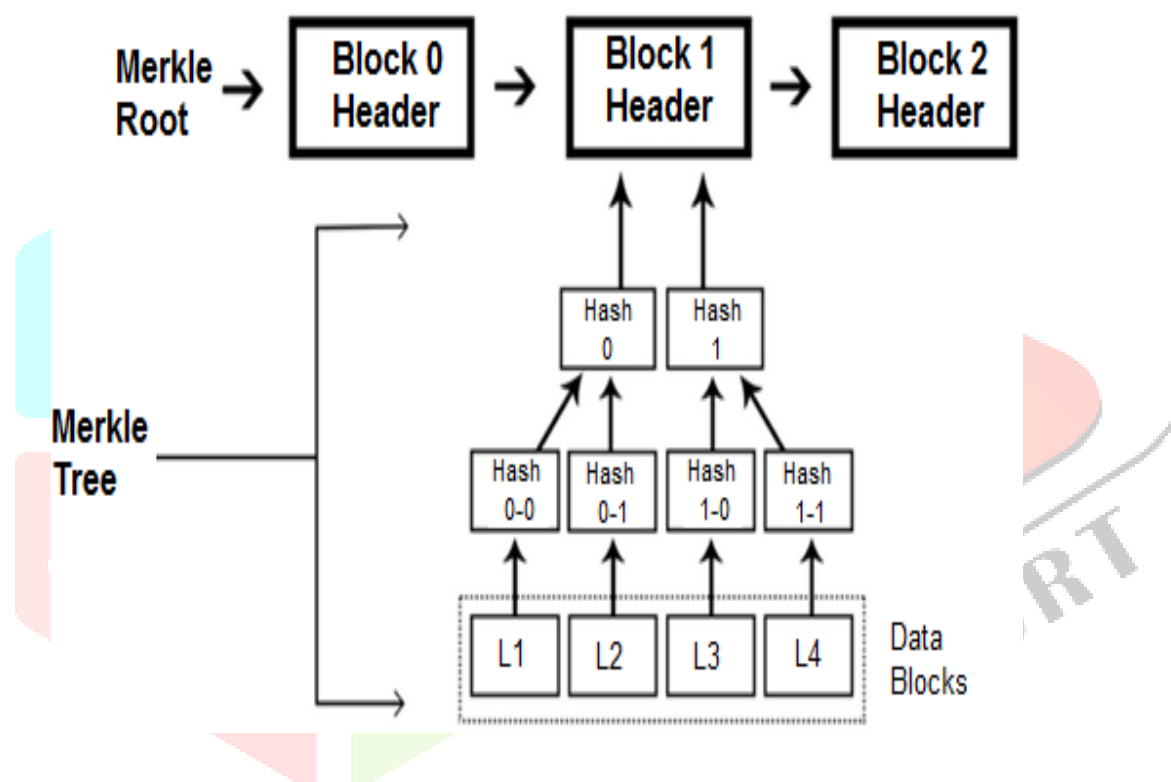 Merkle
Root
Block 0
Header
Block 1
Header
Block 2
Header
Hash
0
Hash
1
Merkle
Tree
Hash
0-0
Hash
0-1
Hash
1-0
Hash
1-1
L1
L2
L3
L4
Data
Blocks